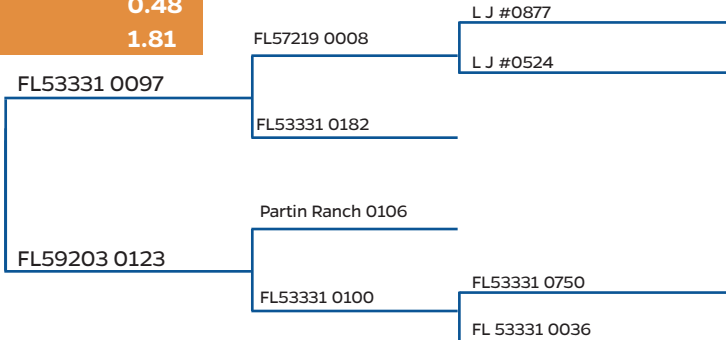 0.48
1.81
L J #0877
FL57219 0008
L J #0524
FL53331 0097
FL53331 0182
Partin Ranch 0106
FL59203 0123
FL53331 0750
FL53331 0100
FL 53331 0036